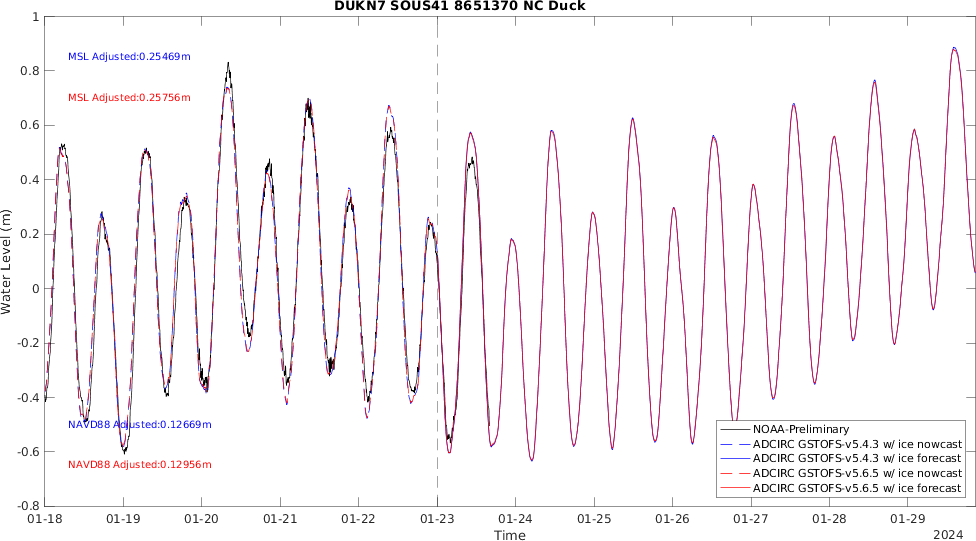 DUKN7 SOUS41 8651370 NC Duck
1
0.8
0.6
0.4
0.2
0
-0.2
-0.4
-0.6
-0.8
Water Level (m)
MSL Adjusted:0.25469m
MSL Adjusted:0.25756m
NAVD88 Adjusted:0.12669m
NAVD88 Adjusted:0.12956m
NOAA-Preliminary
ADCIRC GSTOFS-v5.4.3 w/ ice nowcast
ADCIRC GSTOFS-v5.4.3 w/ ice forecast
ADCIRC GSTOFS-v5.6.5 w/ ice nowcast
ADCIRC GSTOFS-v5.6.5 w/ ice forecast
01-18 01-19 01-20 01-21 01-22 01-23 01-24 01-25 01-26 01-27 01-28 01-29
Time
2024